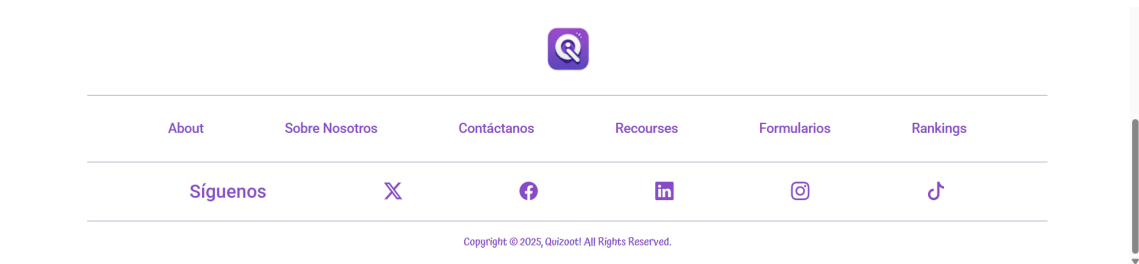 About Sobre Nosotros Contáctanos Recourses Formularios Rankings
Síguenos
Copyright © 2025, Quizoot! All Rights Reserved.